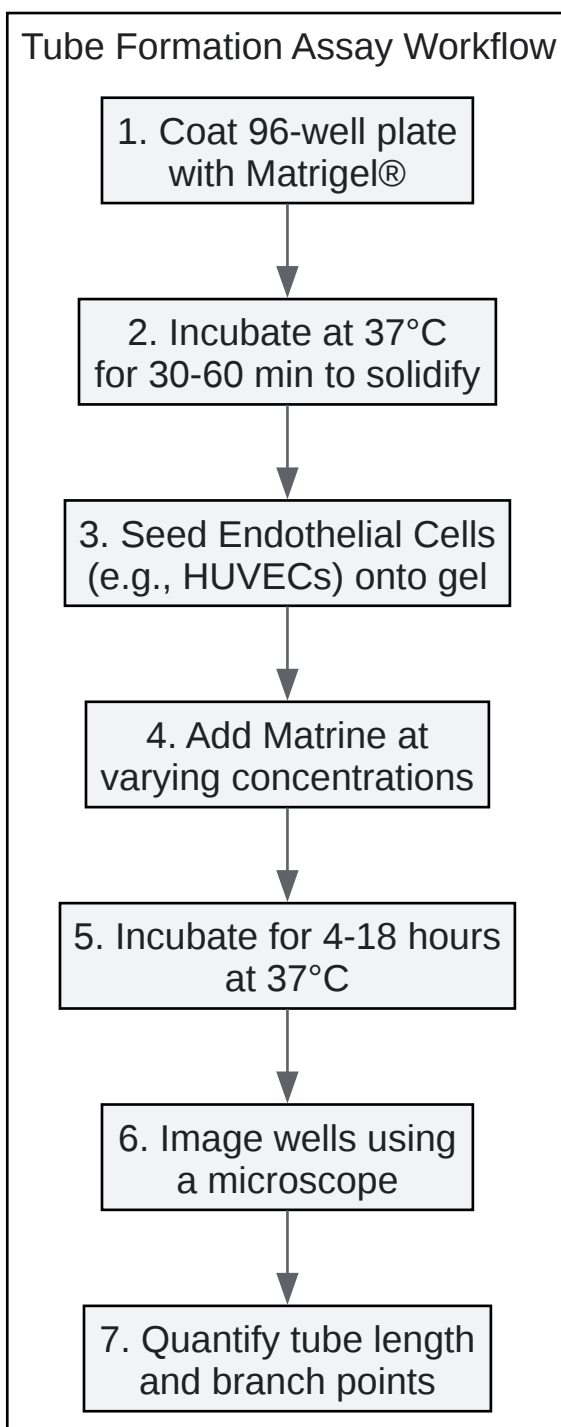 Tube Formation Assay Workflow
1. Coat 96-well plate
with Matrigel®
2. Incubate at 37°C
for 30-60 min to solidify
3. Seed Endothelial Cells
(e.g., HUVECs) onto gel
4. Add Matrine at
varying concentrations
5. Incubate for 4-18 hours
at 37°C
6. Image wells using
a microscope
7. Quantify tube length
and branch points